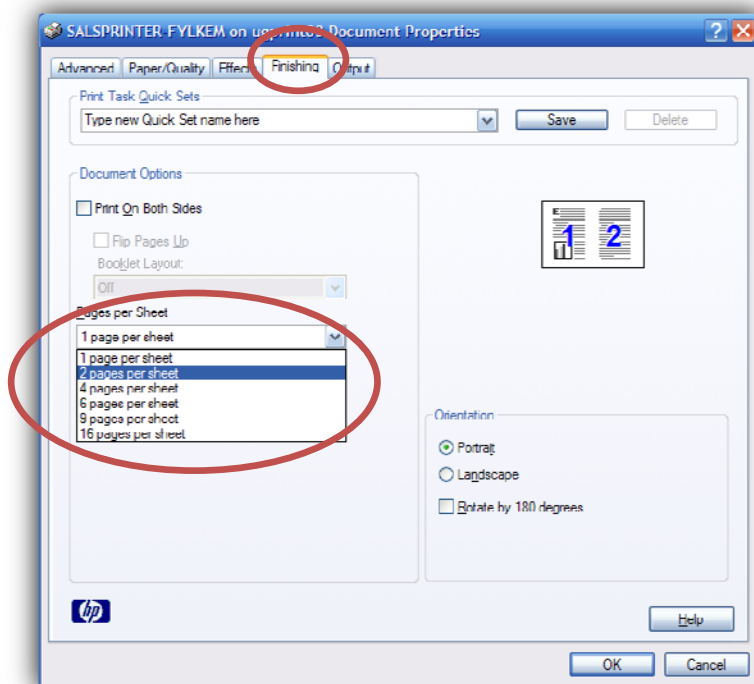 SALSPRINTER-FYLKEM on ugprint02 Document Properties
Advanced Paper/Quality Effects Finishing Output
Print Task Quick Sets
Type new Quick Set name here Save Delete
Document Options
Print On Both Sides
Flip Pages Up
Booklet Layout:
Off
Pages per Sheet
1 page per sheet
1 page per sheet
2 pages per sheet
4 pages per sheet
6 pages per sheet
9 pages per sheet
16 pages per sheet
E
1 2
Orientation
Portrait
Landscape
Rotate by 180 degrees
hp
Help
OK Cancel